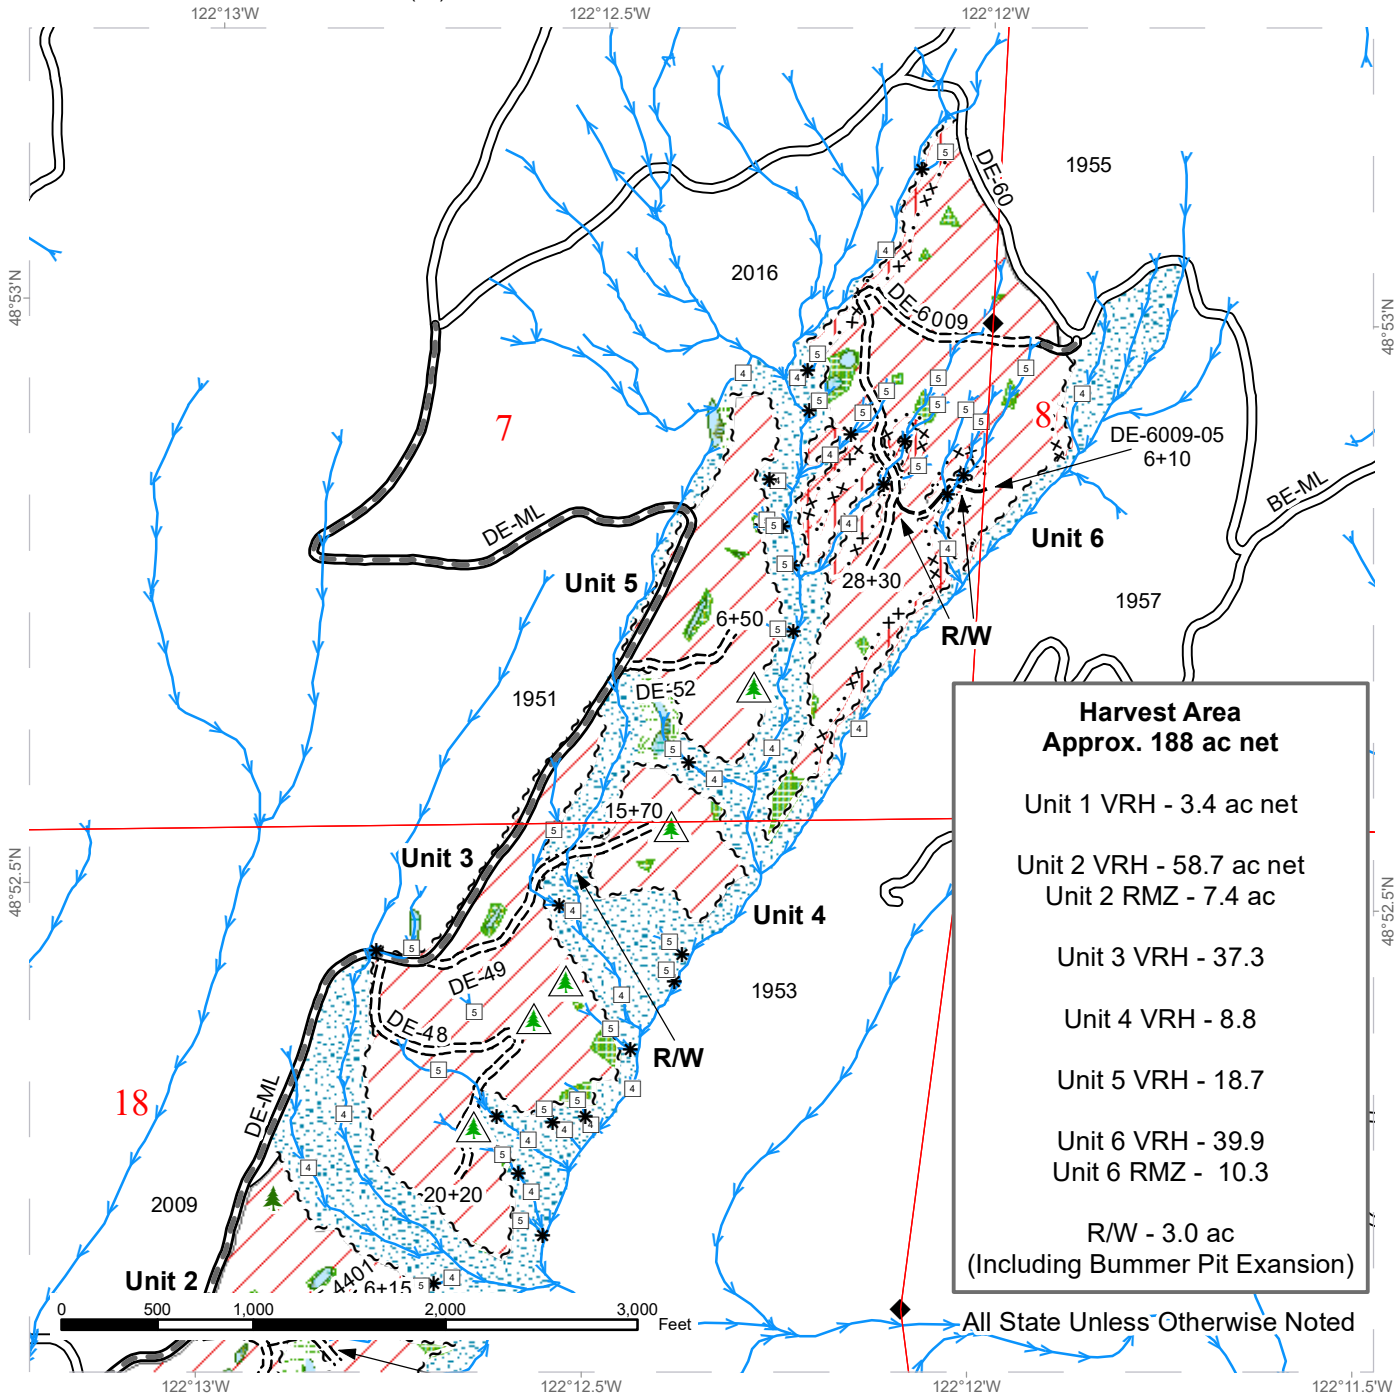 122°13'W
122°12.5'W
122°12'W
48°53'N
48°53'N
48°52.5'N
48°52.5'N
DE-60
1955
2016
DE-6009
7
8
DE-6009-05
6+10
BE-ML
DE-ML
Unit 6
Unit 5
28+30
1957
6+50
R/W
DE-52
1951
15+70
Unit 3
Unit 4
DE-49
1953
DE-48
R/W
18
DE-ML
20+20
2009
Unit 2
4401
6+15
Harvest Area
Approx. 188 ac net
Unit 1 VRH - 3.4 ac net
Unit 2 VRH - 58.7 ac net
Unit 2 RMZ - 7.4 ac
Unit 3 VRH - 37.3
Unit 4 VRH - 8.8
Unit 5 VRH - 18.7
Unit 6 VRH - 39.9
Unit 6 RMZ - 10.3
R/W - 3.0 ac
(Including Bummer Pit Exansion)
0 500 1,000 2,000 3,000
Feet
All State Unless Otherwise Noted
122°13'W
122°12.5'W
122°12'W
122°11.5'W